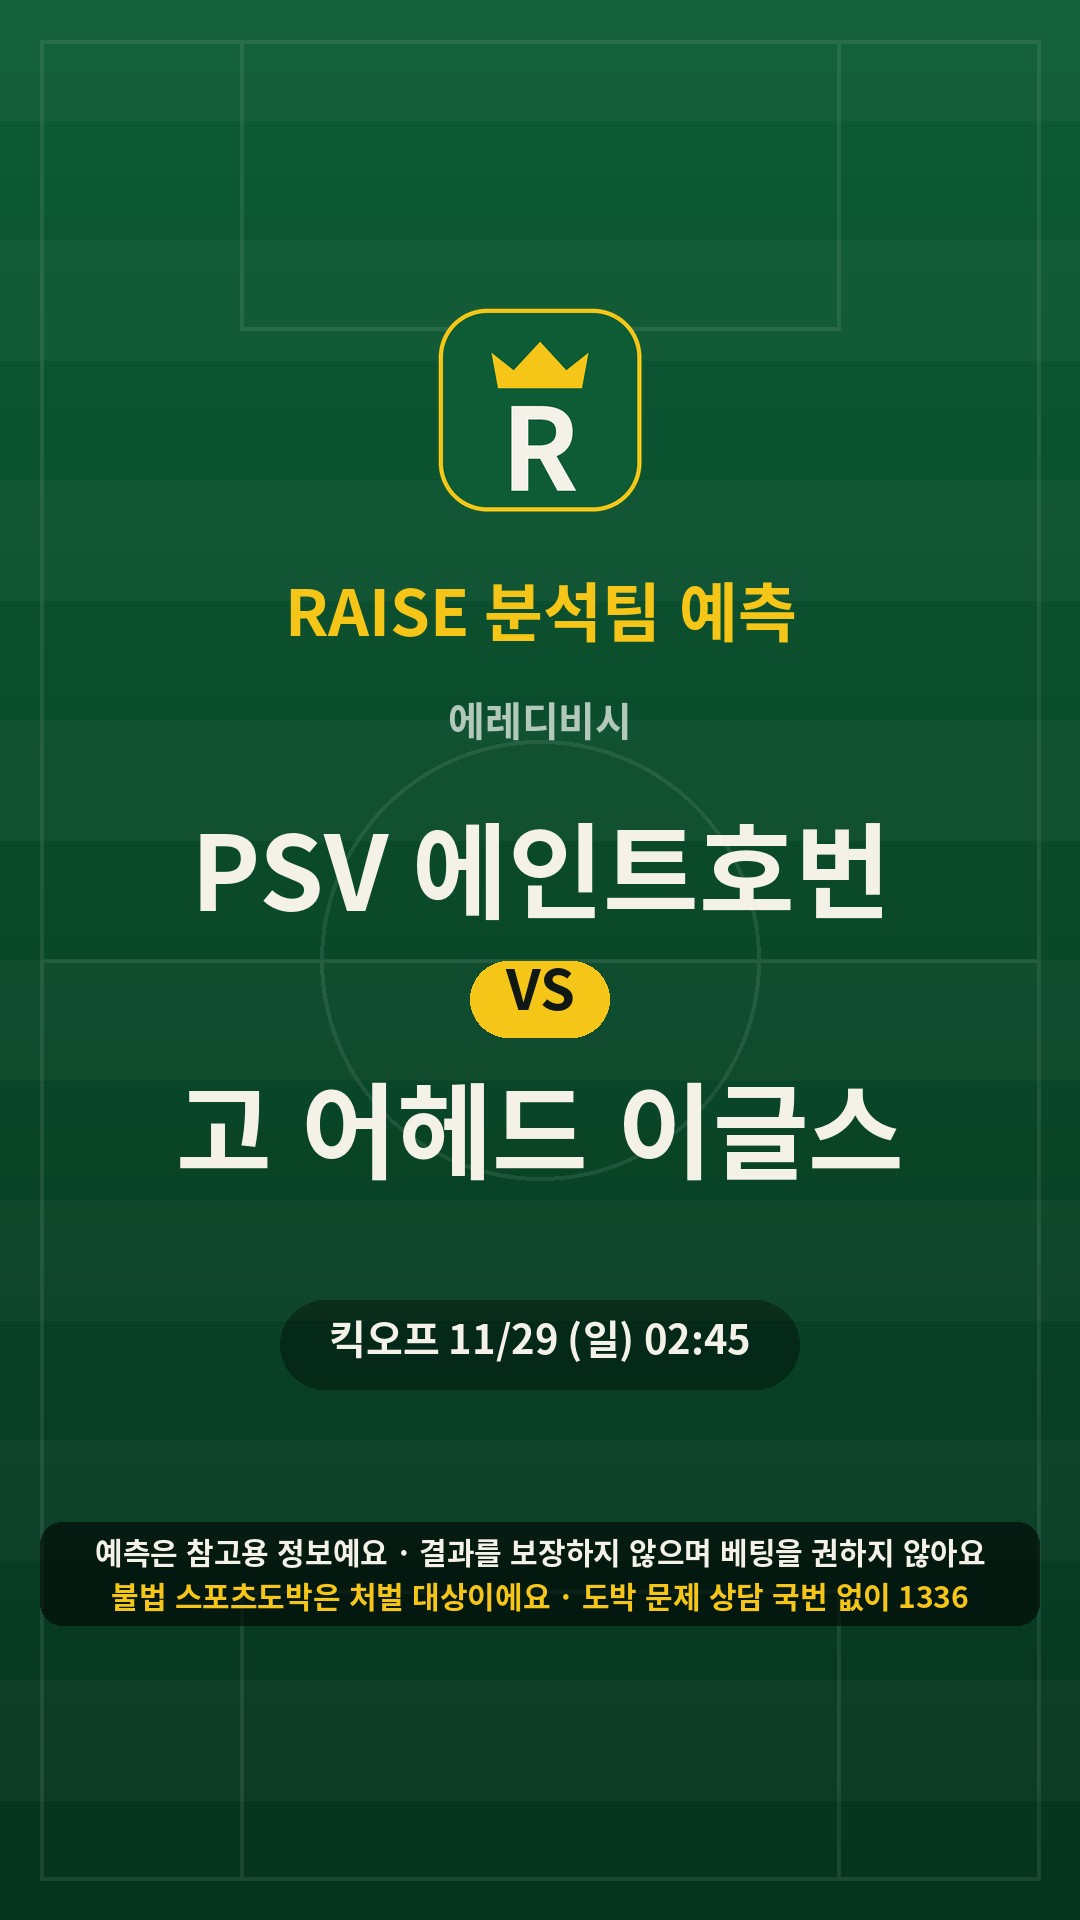 R
RAISE 분석팀 예측
에레디비시
PSV 에인트호번
VS
고 어헤드 이글스
킥오프 11/29 (일) 02:45
예측은 참고용 정보예요 · 결과를 보장하지 않으며 베팅을 권하지 않아요
불법 스포츠도박은 처벌 대상이에요 · 도박 문제 상담 국번 없이 1336